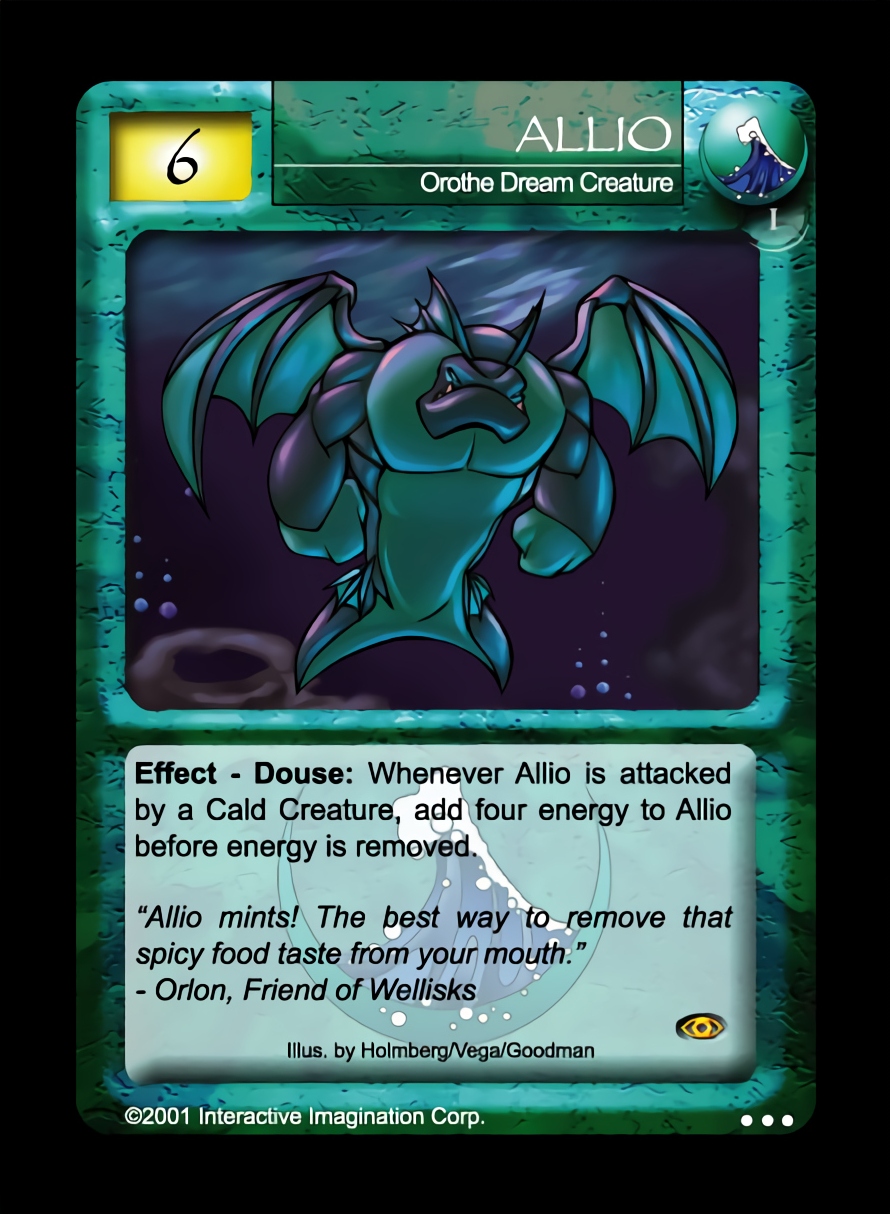 6
ALLIO
Orothe Dream Creature
I
Effect - Douse: Whenever Allio is attacked
by a Cald Creature, add four energy to Allio
before energy is removed.
“Allio mints! The best way to remove that
spicy food taste from your mouth.”
- Orlon, Friend of Wellisks
Illus. by Holmberg/Vega/Goodman
©2001 Interactive Imagination Corp.